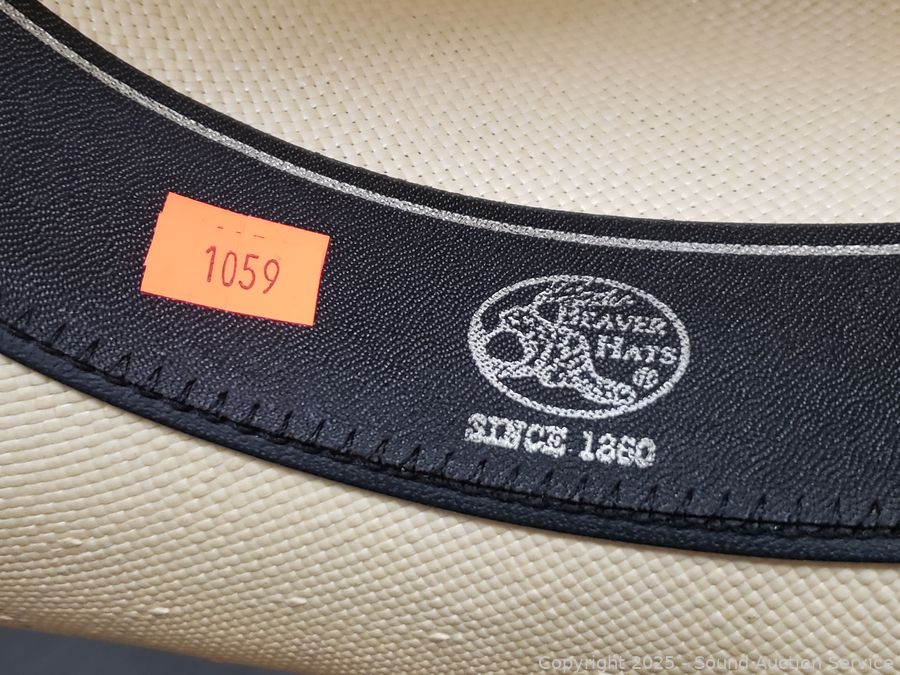 1059
BEAVER
HATS
SINCE 1860
Copyright 2025 - Sound Auction Service